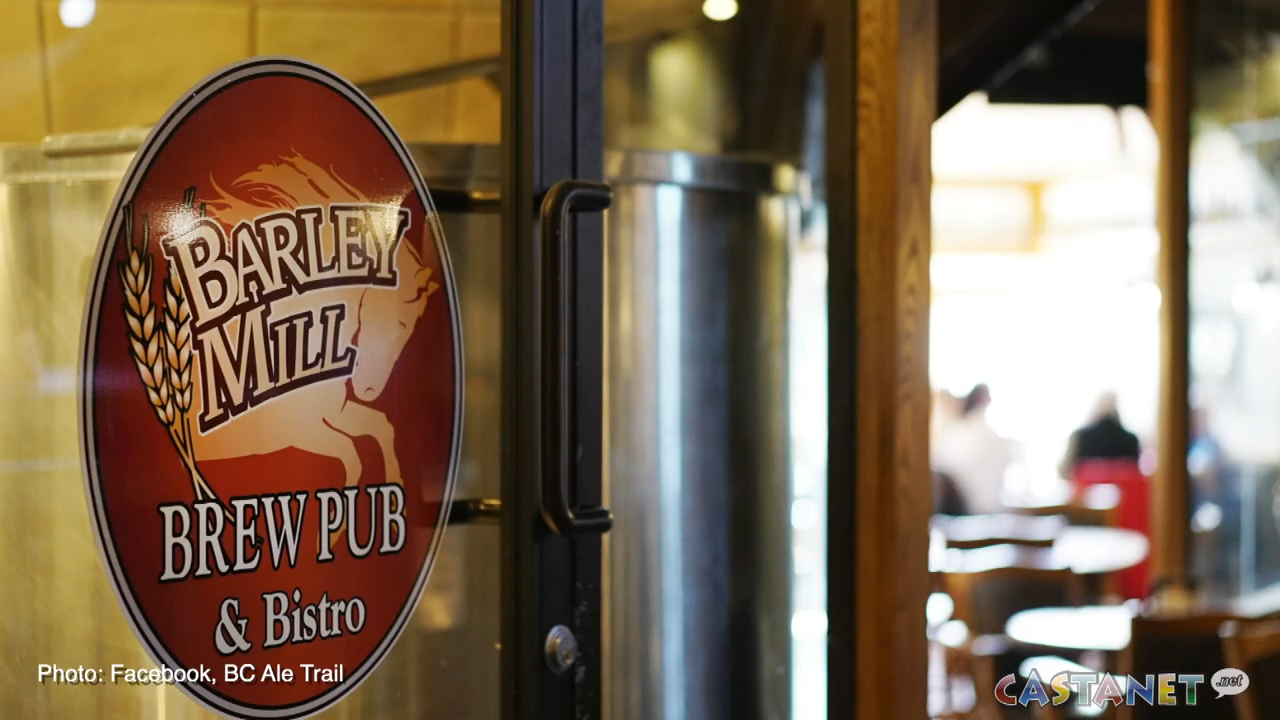 BARLEY
MILL
BREW PUB
& Bistro
Photo: Facebook, BC Ale Trail
CASTANET .net